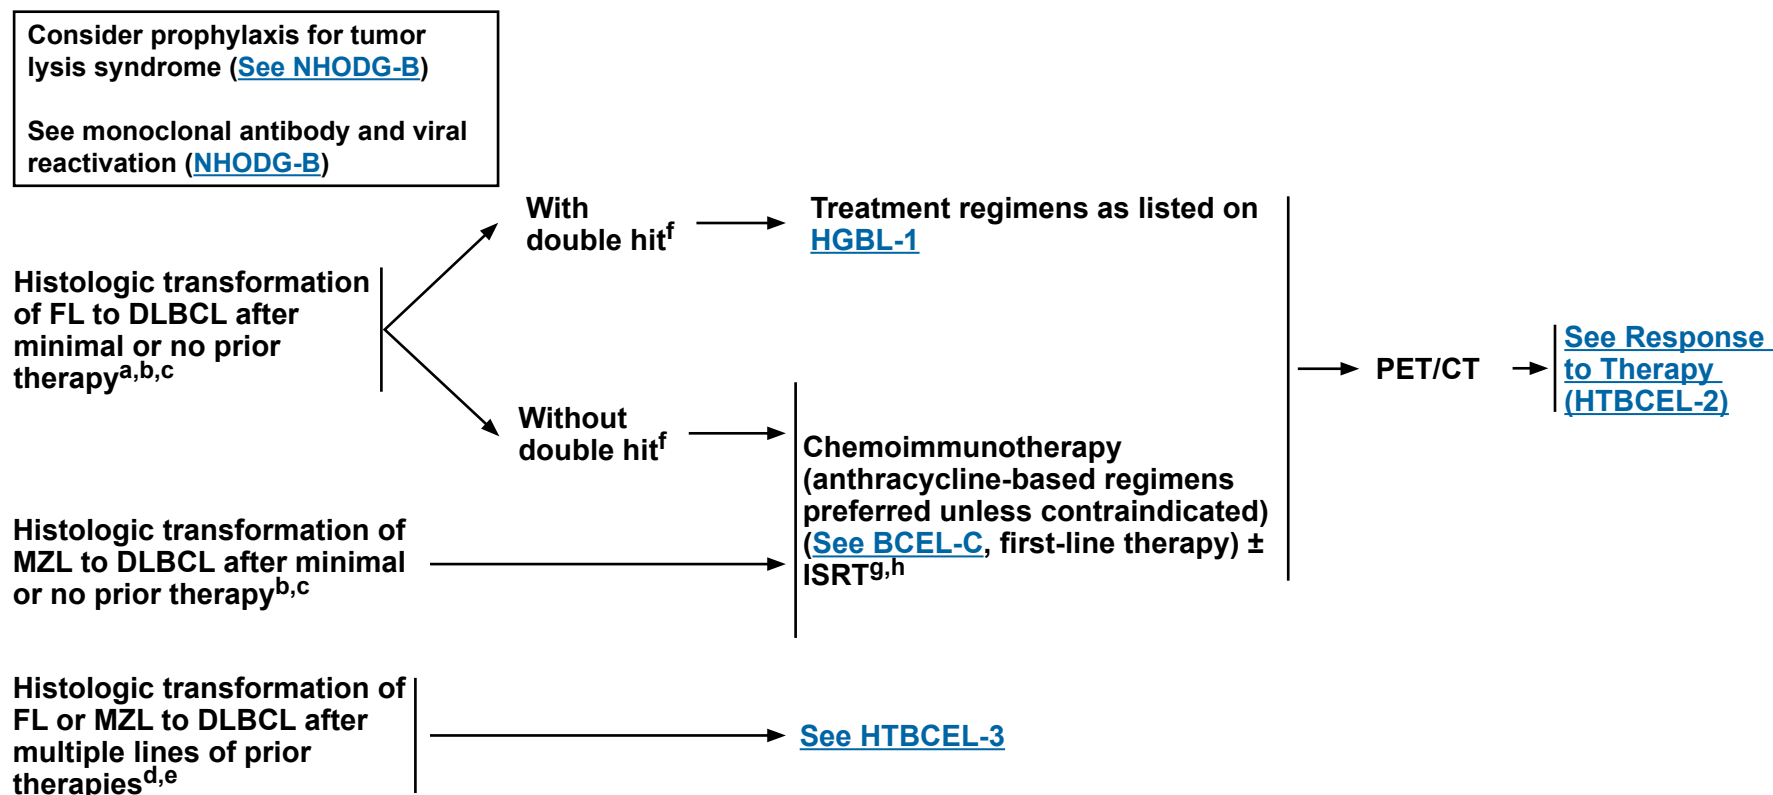 Consider prophylaxis for tumor
lysis syndrome (See NHODG-B)
See monoclonal antibody and viral
reactivation (NHODG-B)
Histologic transformation
of FL to DLBCL after
minimal or no prior
therapya,b,c
With
double hitf
Treatment regimens as listed on
HGBL-1
Without
double hitf
Histologic transformation of
MZL to DLBCL after minimal
or no prior therapyb,c
Chemoimmunotherapy
(anthracycline-based regimens
preferred unless contraindicated)
(See BCEL-C, first-line therapy) ±
ISRTg,h
PET/CT
See Response
to Therapy
(HTBCEL-2)
Histologic transformation of
FL or MZL to DLBCL after
multiple lines of prior
therapiesd,e
See HTBCEL-3